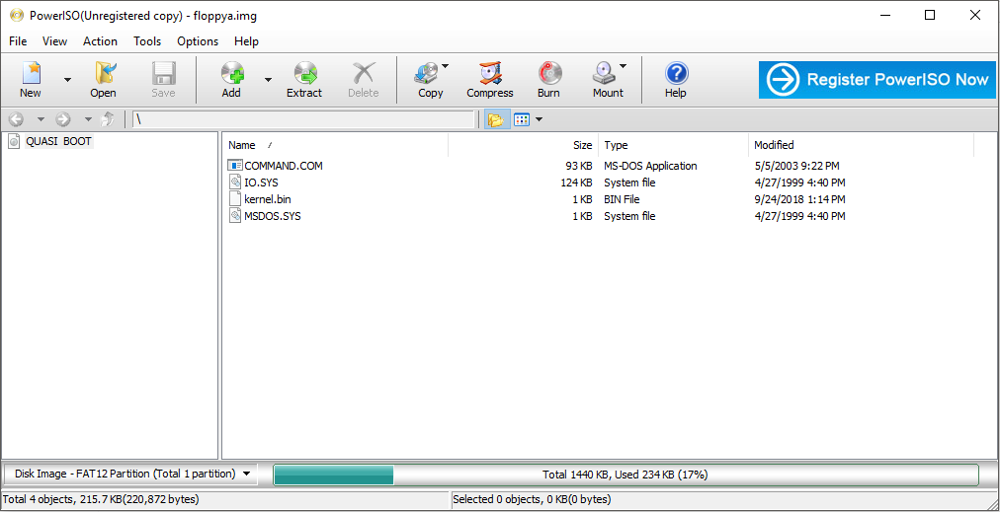 PowerISO(Unregistered copy) - floppya.img
File View Action Tools Options Help
New Open Save Add Extract Delete Copy Compress Burn Mount Help Register PowerISO Now
\
QUASI BOOT
Name / Size Type Modified
COMMAND.COM 93 KB MS-DOS Application 5/5/2003 9:22 PM
IO.SYS 124 KB System file 4/27/1999 4:40 PM
kernel.bin 1 KB BIN File 9/24/2018 1:14 PM
MSDOS.SYS 1 KB System file 4/27/1999 4:40 PM
Disk Image - FAT12 Partition (Total 1 partition) Total 1440 KB, Used 234 KB (17%)
Total 4 objects, 215.7 KB(220,872 bytes) Selected 0 objects, 0 KB(0 bytes)